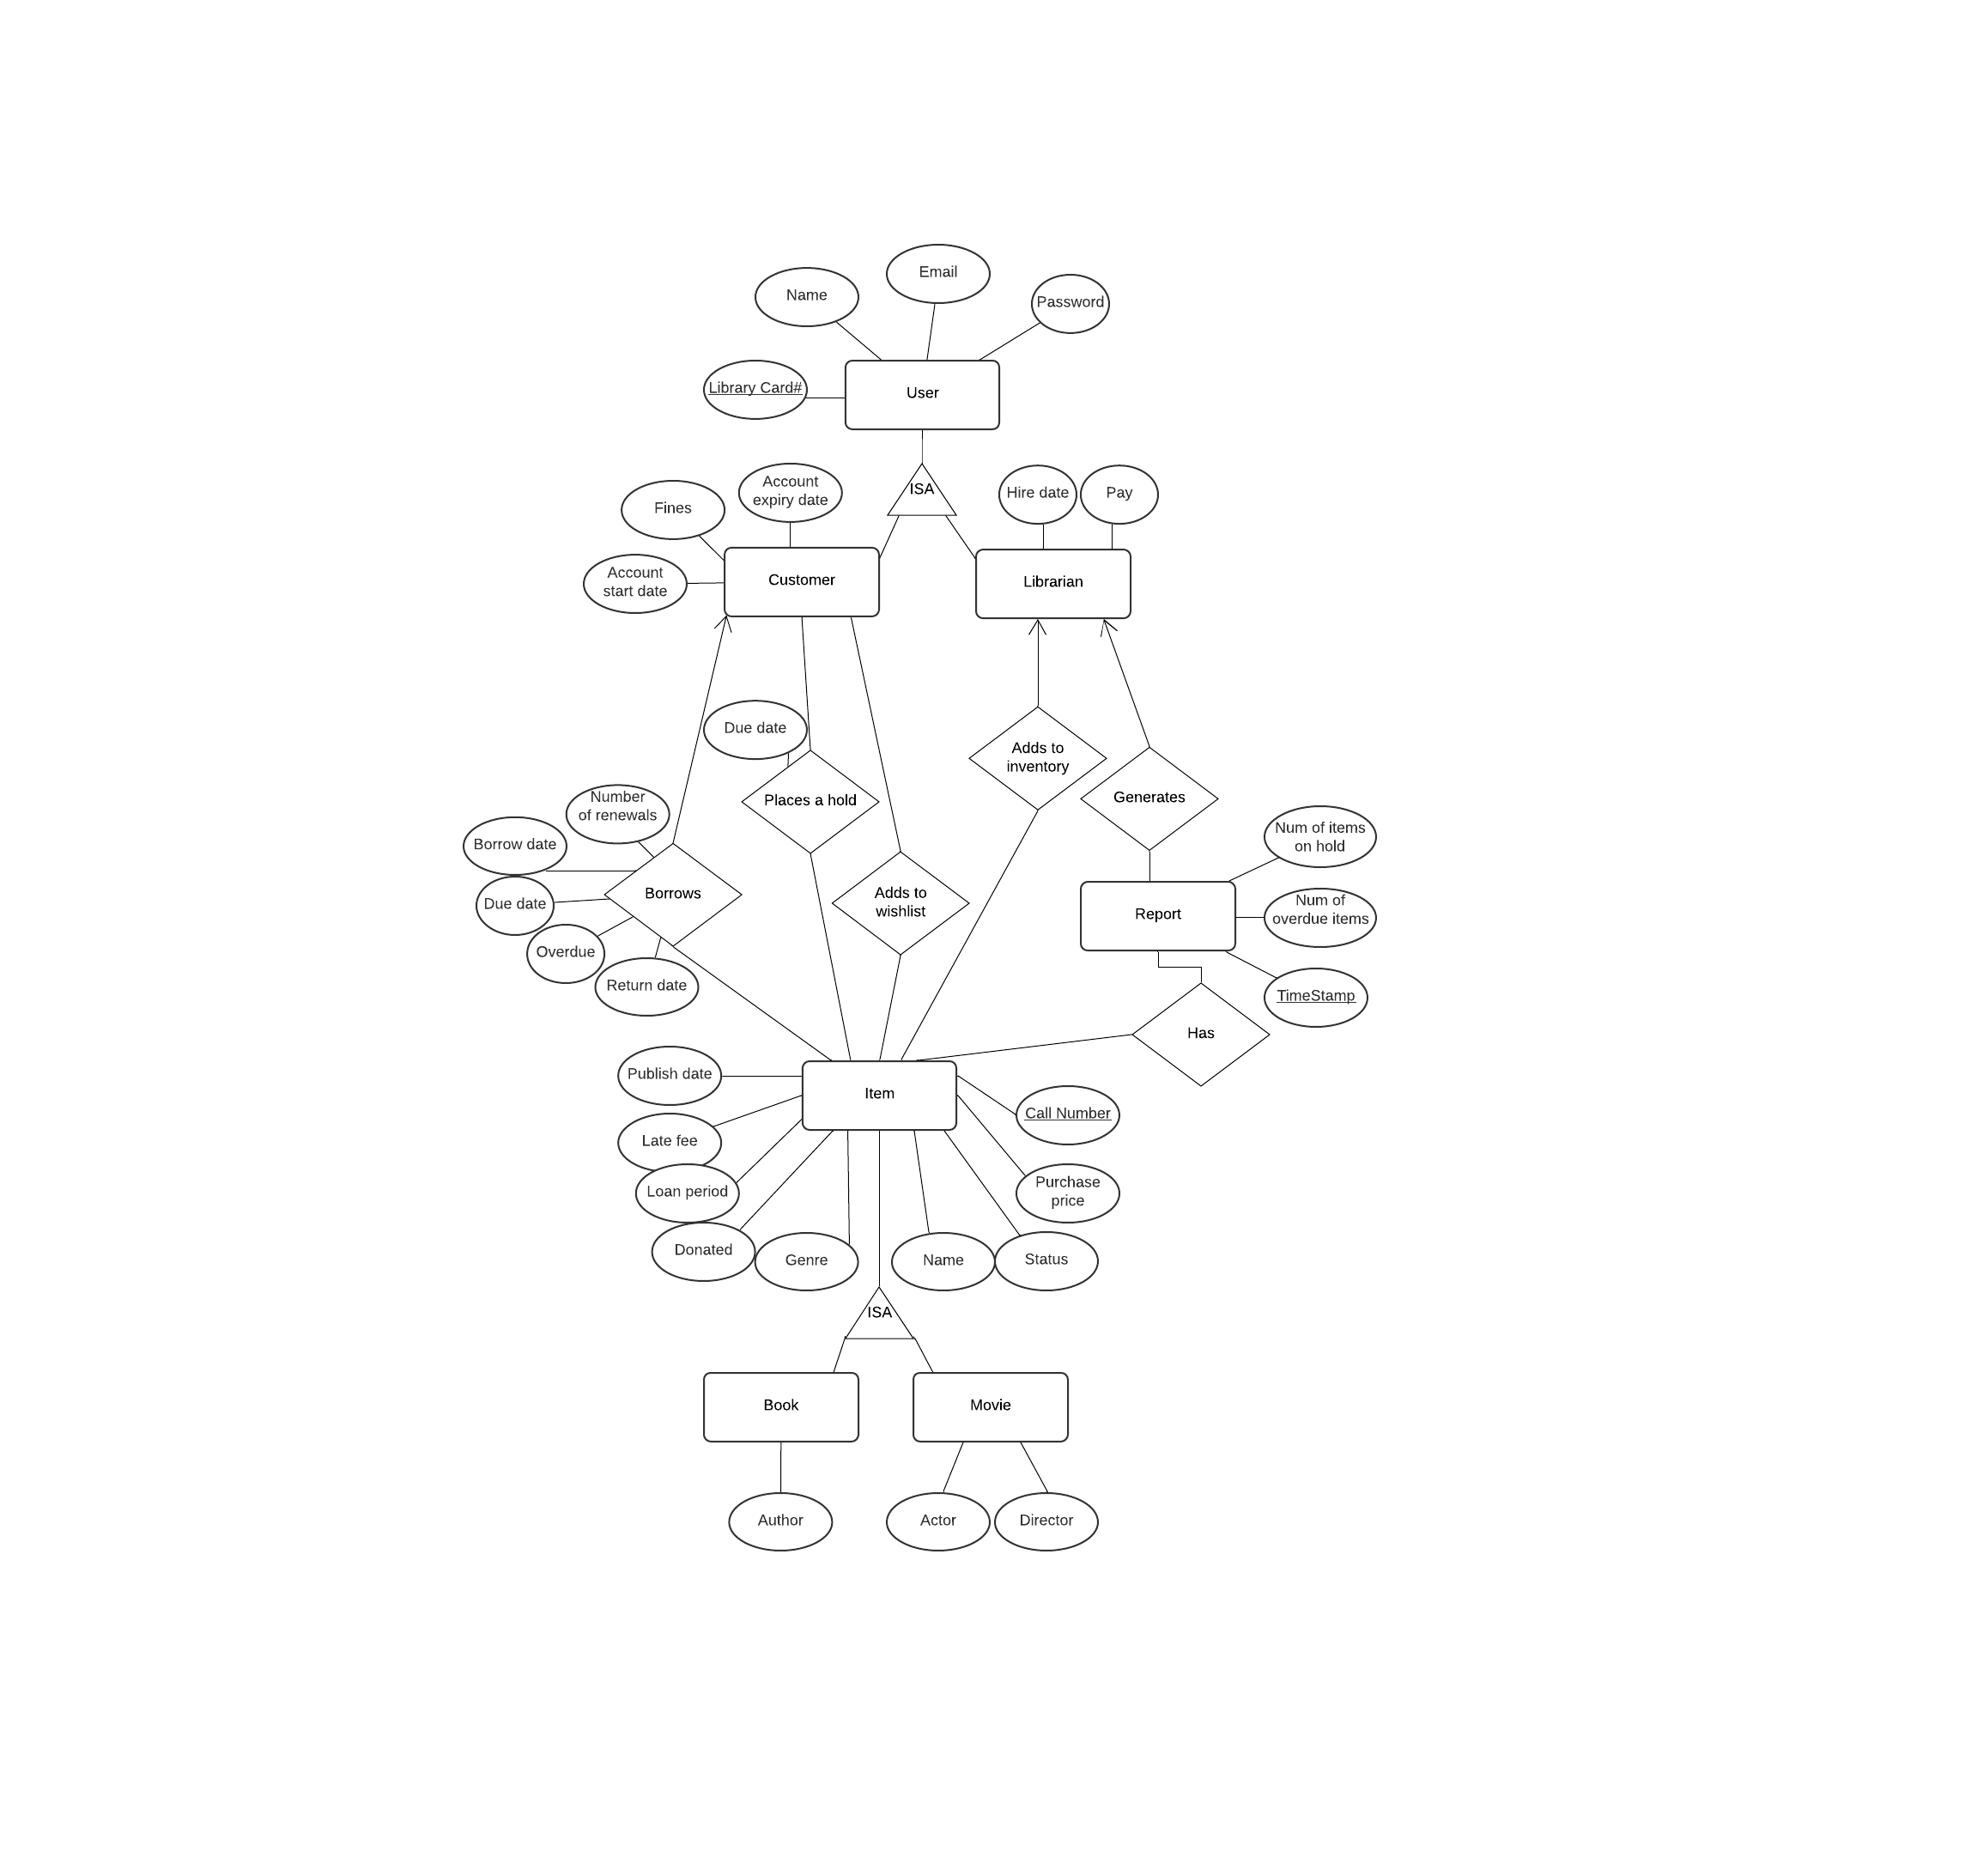 Email
Name
Password
Library Card#
User
ISA
Account
expiry date
Hire date
Pay
Fines
Account
start date
Customer
Librarian
Due date
Adds to
inventory
Places a hold
Generates
Number
of renewals
Borrow date
Num of items
on hold
Borrows
Due date
Adds to
wishlist
Report
Num of
overdue items
Overdue
Return date
TimeStamp
Has
Publish date
Item
Call Number
Late fee
Loan period
Purchase
price
Donated
Genre
Name
Status
ISA
Book
Movie
Author
Actor
Director